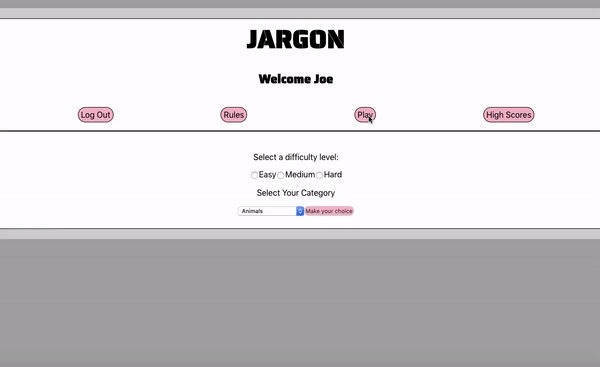 JARGON
Welcome Joe
Log Out Rules Play High Scores
Select a difficulty level:
Easy Medium Hard
Select Your Category
Animals Make your choice